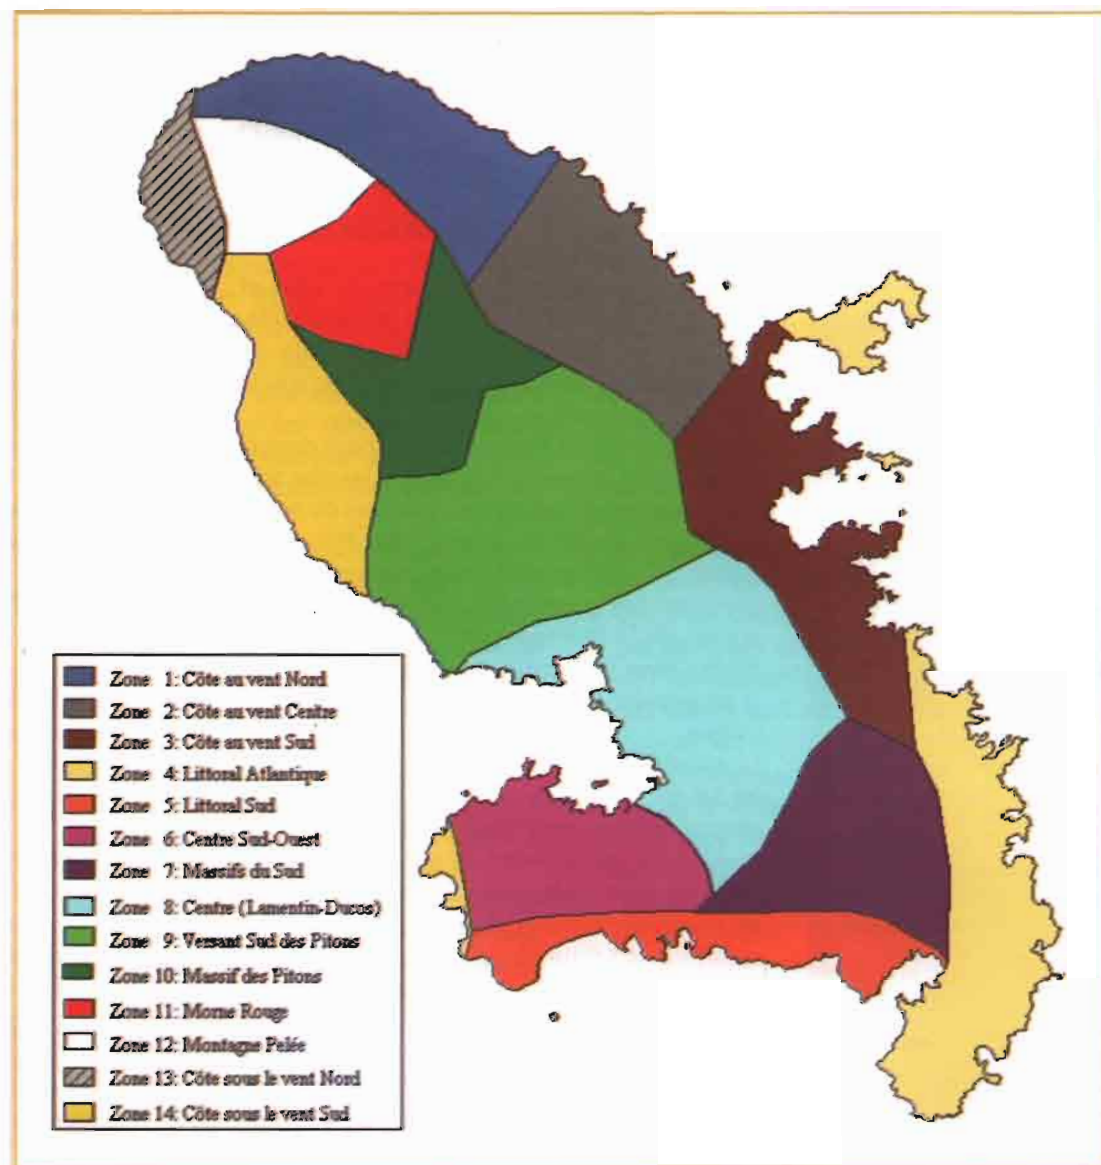 Zone 1: Côte au vent Nord
Zone 2: Côte au vent Centre
Zone 3: Côte au vent Sud
Zone 4: Littoral Atlantique
Zone 5: Littoral Sud
Zone 6: Centre Sud-Ouest
Zone 7: Massifs du Sud
Zone 8: Centre (Lamentin-Ducos)
Zone 9: Versant Sud des Pitons
Zone 10: Massif des Pitons
Zone 11: Morne Rouge
Zone 12: Montagne Pelée
Zone 13: Côte sous le vent Nord
Zone 14: Côte sous le vent Sud